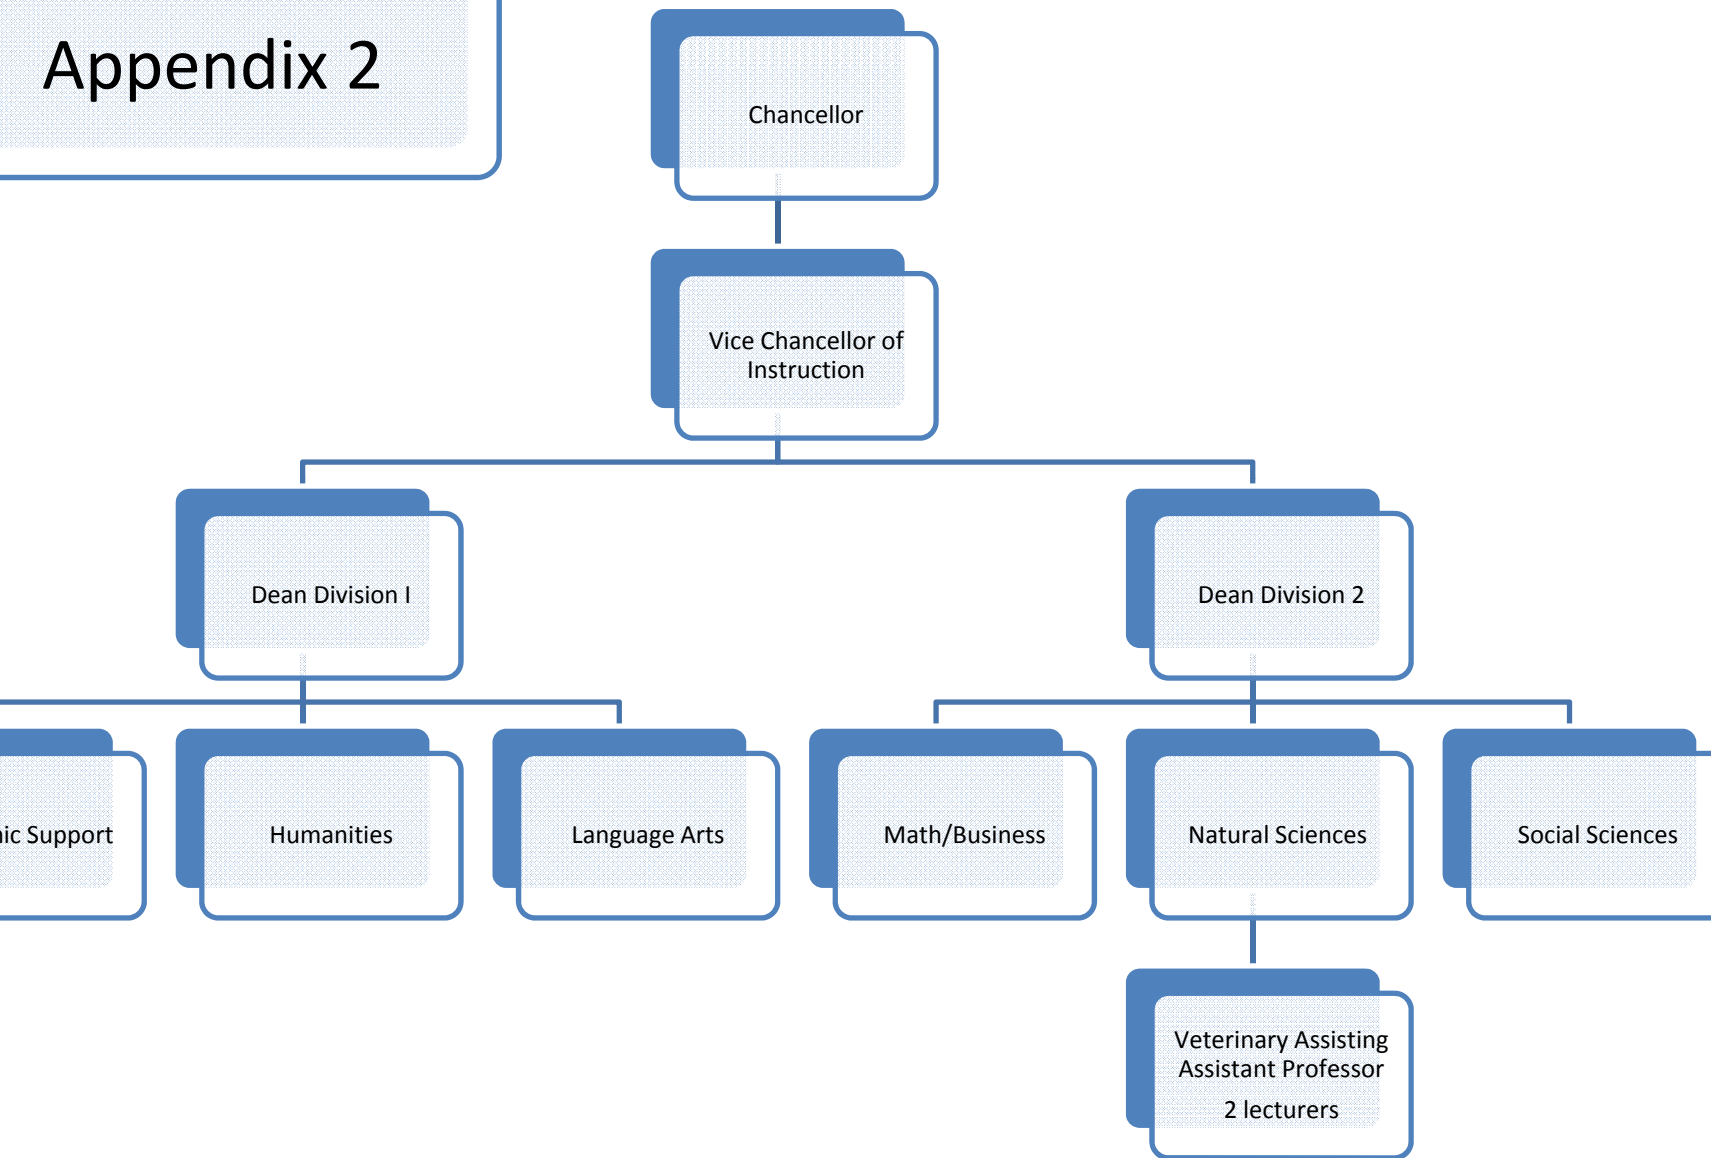 Appendix 2
Chancellor
Vice Chancellor of
Instruction
Dean Division I
Dean Division 2
Support
Humanities
Language Arts
Math/Business
Natural Sciences
Social Sciences
Veterinary Assisting
Assistant Professor
2 lecturers